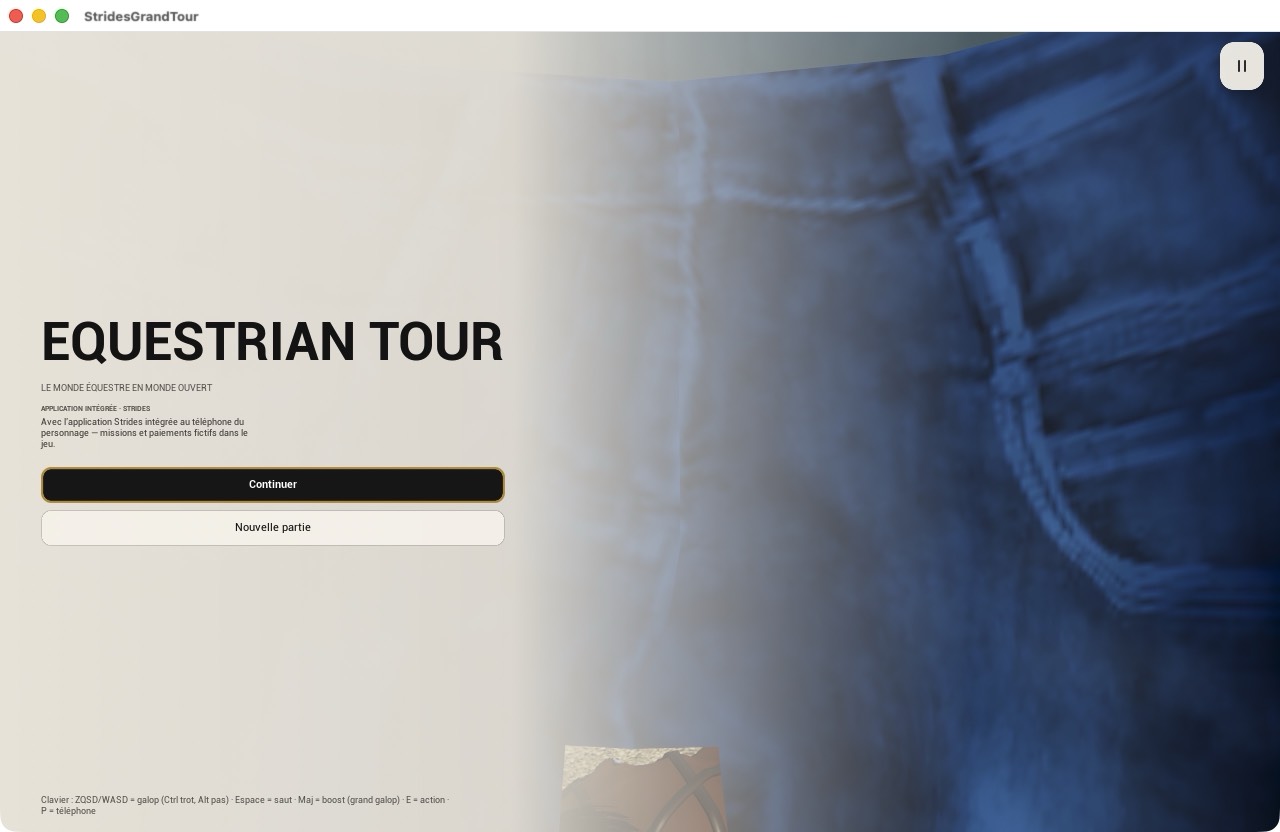 StridesGrandTour
EQUESTRIAN TOUR
LE MONDE ÉQUESTRE EN MONDE OUVERT
APPLICATION INTÉGRÉE · STRIDES
Avec l'application Strides intégrée au téléphone du
personnage — missions et paiements fictifs dans le
jeu.
Continuer
Nouvelle partie
Clavier : ZQSD/WASD = galop (Ctrl trot, Alt pas) · Espace = saut · Maj = boost (grand galop) · E = action ·
P = téléphone